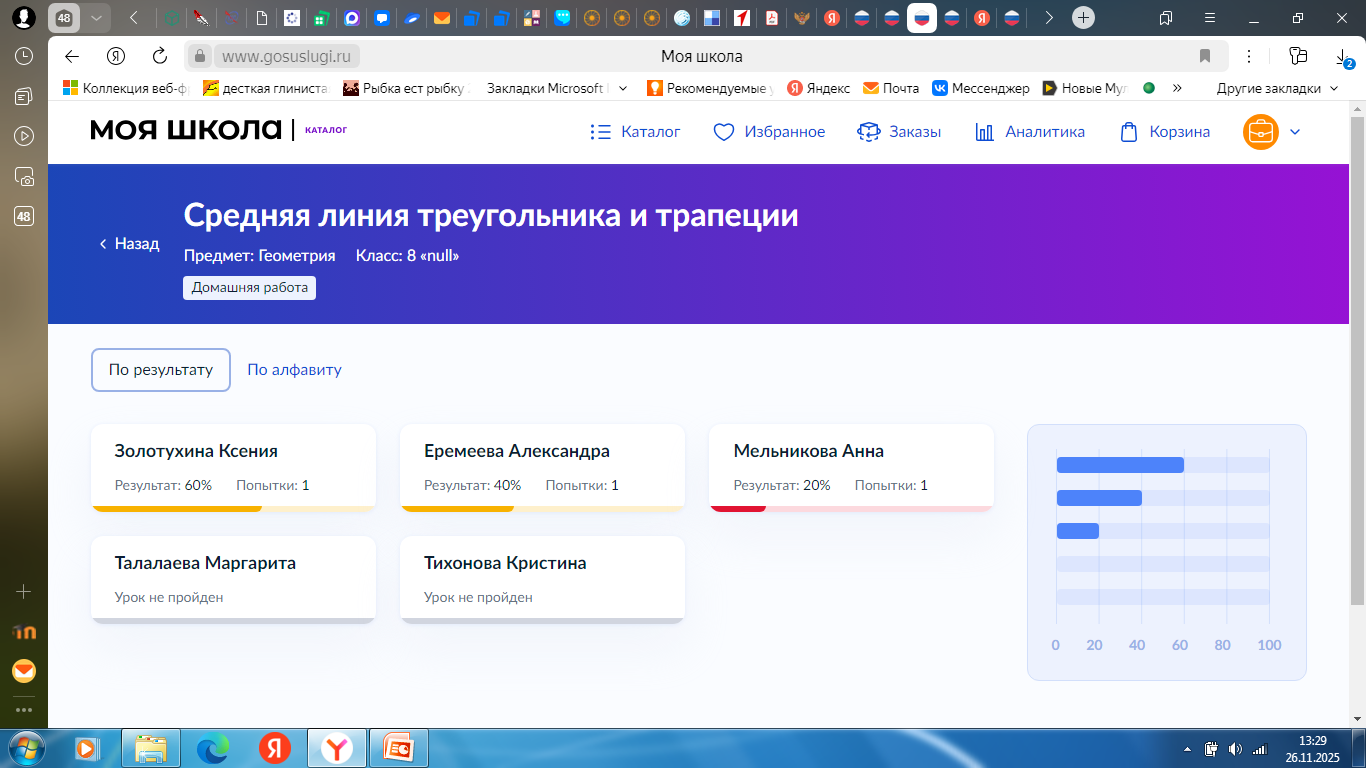 48
www.gosuslugi.ru
Моя школа
2
Коллекция веб-ф
десткая глиниста
Рыбка ест рыбку
Закладки Microsoft
Рекомендуемые
Яндекс
Почта
Мессенджер
Новые Мул
Другие закладки
48
МОЯ ШКОЛА | КАТАЛОГ
Каталог
Избранное
Заказы
Аналитика
Корзина
Средняя линия треугольника и трапеции
Назад
Предмет: Геометрия Класс: 8 «null»
Домашняя работа
По результату
По алфавиту
Золотухина Ксения
Результат: 60% Попытки: 1
Еремеева Александра
Результат: 40% Попытки: 1
Мельникова Анна
Результат: 20% Попытки: 1
Талалаева Маргарита
Урок не пройден
Тихонова Кристина
Урок не пройден
0 20 40 60 80 100
13:29
26.11.2025